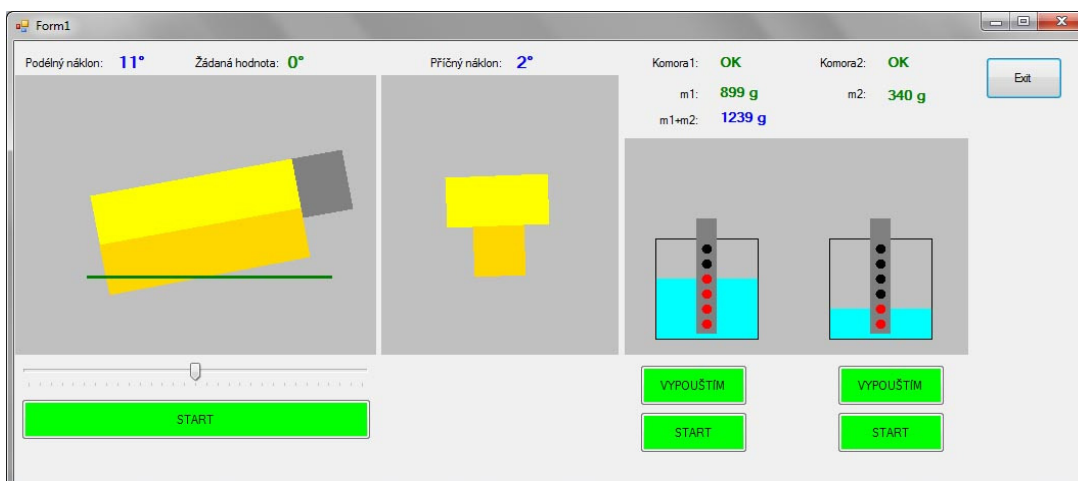 Form1
Podélný náklon: 11° Žádaná hodnota: 0° Příčný náklon: 2° Komora1: OK Komora2: OK
Exit
m1: 899 g m2: 340 g
m1+m2: 1239 g
VYPOUŠTÍM VYPOUŠTÍM
START START START